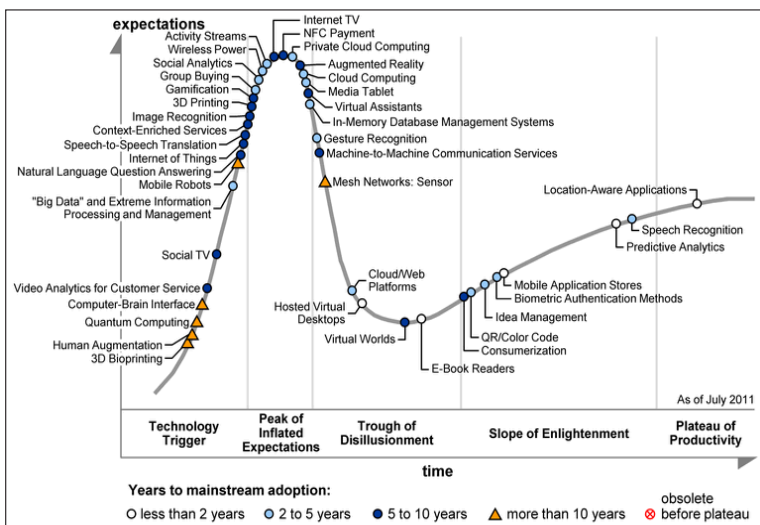 expectations
Internet TV
NFC Payment
Activity Streams
Private Cloud Computing
Wireless Power
Augmented Reality
Social Analytics
Cloud Computing
Group Buying
Media Tablet
Gamification
Virtual Assistants
3D Printing
In-Memory Database Management Systems
Image Recognition
Context-Enriched Services
Gesture Recognition
Speech-to-Speech Translation
Machine-to-Machine Communication Services
Internet of Things
Natural Language Question Answering
Mesh Networks: Sensor
Mobile Robots
Location-Aware Applications
"Big Data" and Extreme Information
Processing and Management
Speech Recognition
Predictive Analytics
Social TV
Cloud/Web
Platforms
Video Analytics for Customer Service
Mobile Application Stores
Computer-Brain Interface
Biometric Authentication Methods
Hosted Virtual
Desktops
Quantum Computing
Idea Management
Virtual Worlds
QR/Color Code
Human Augmentation
Consumerization
3D Bioprinting
E-Book Readers
As of July 2011
Technology
Trigger
Peak of
Inflated
Expectations
Trough of
Disillusionment
Slope of Enlightenment
Plateau of
Productivity
time
Years to mainstream adoption:
less than 2 years
2 to 5 years
5 to 10 years
more than 10 years
obsolete
before plateau